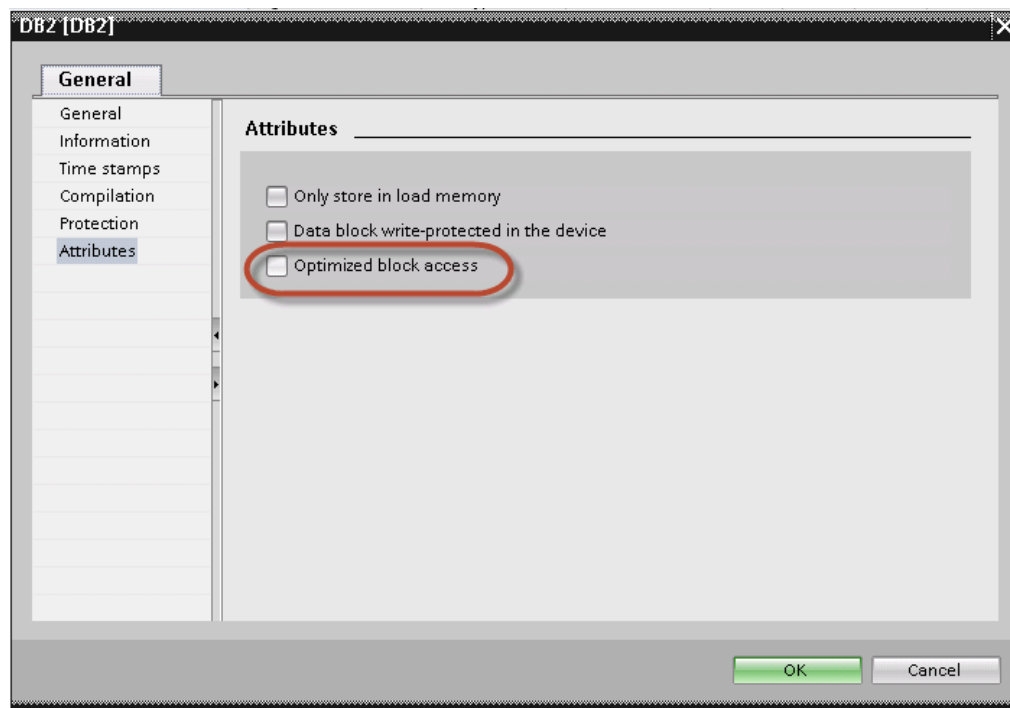 DB2 [DB2]
General
General
Information
Time stamps
Compilation
Protection
Attributes
Attributes
Only store in load memory
Data block write-protected in the device
Optimized block access
OK
Cancel